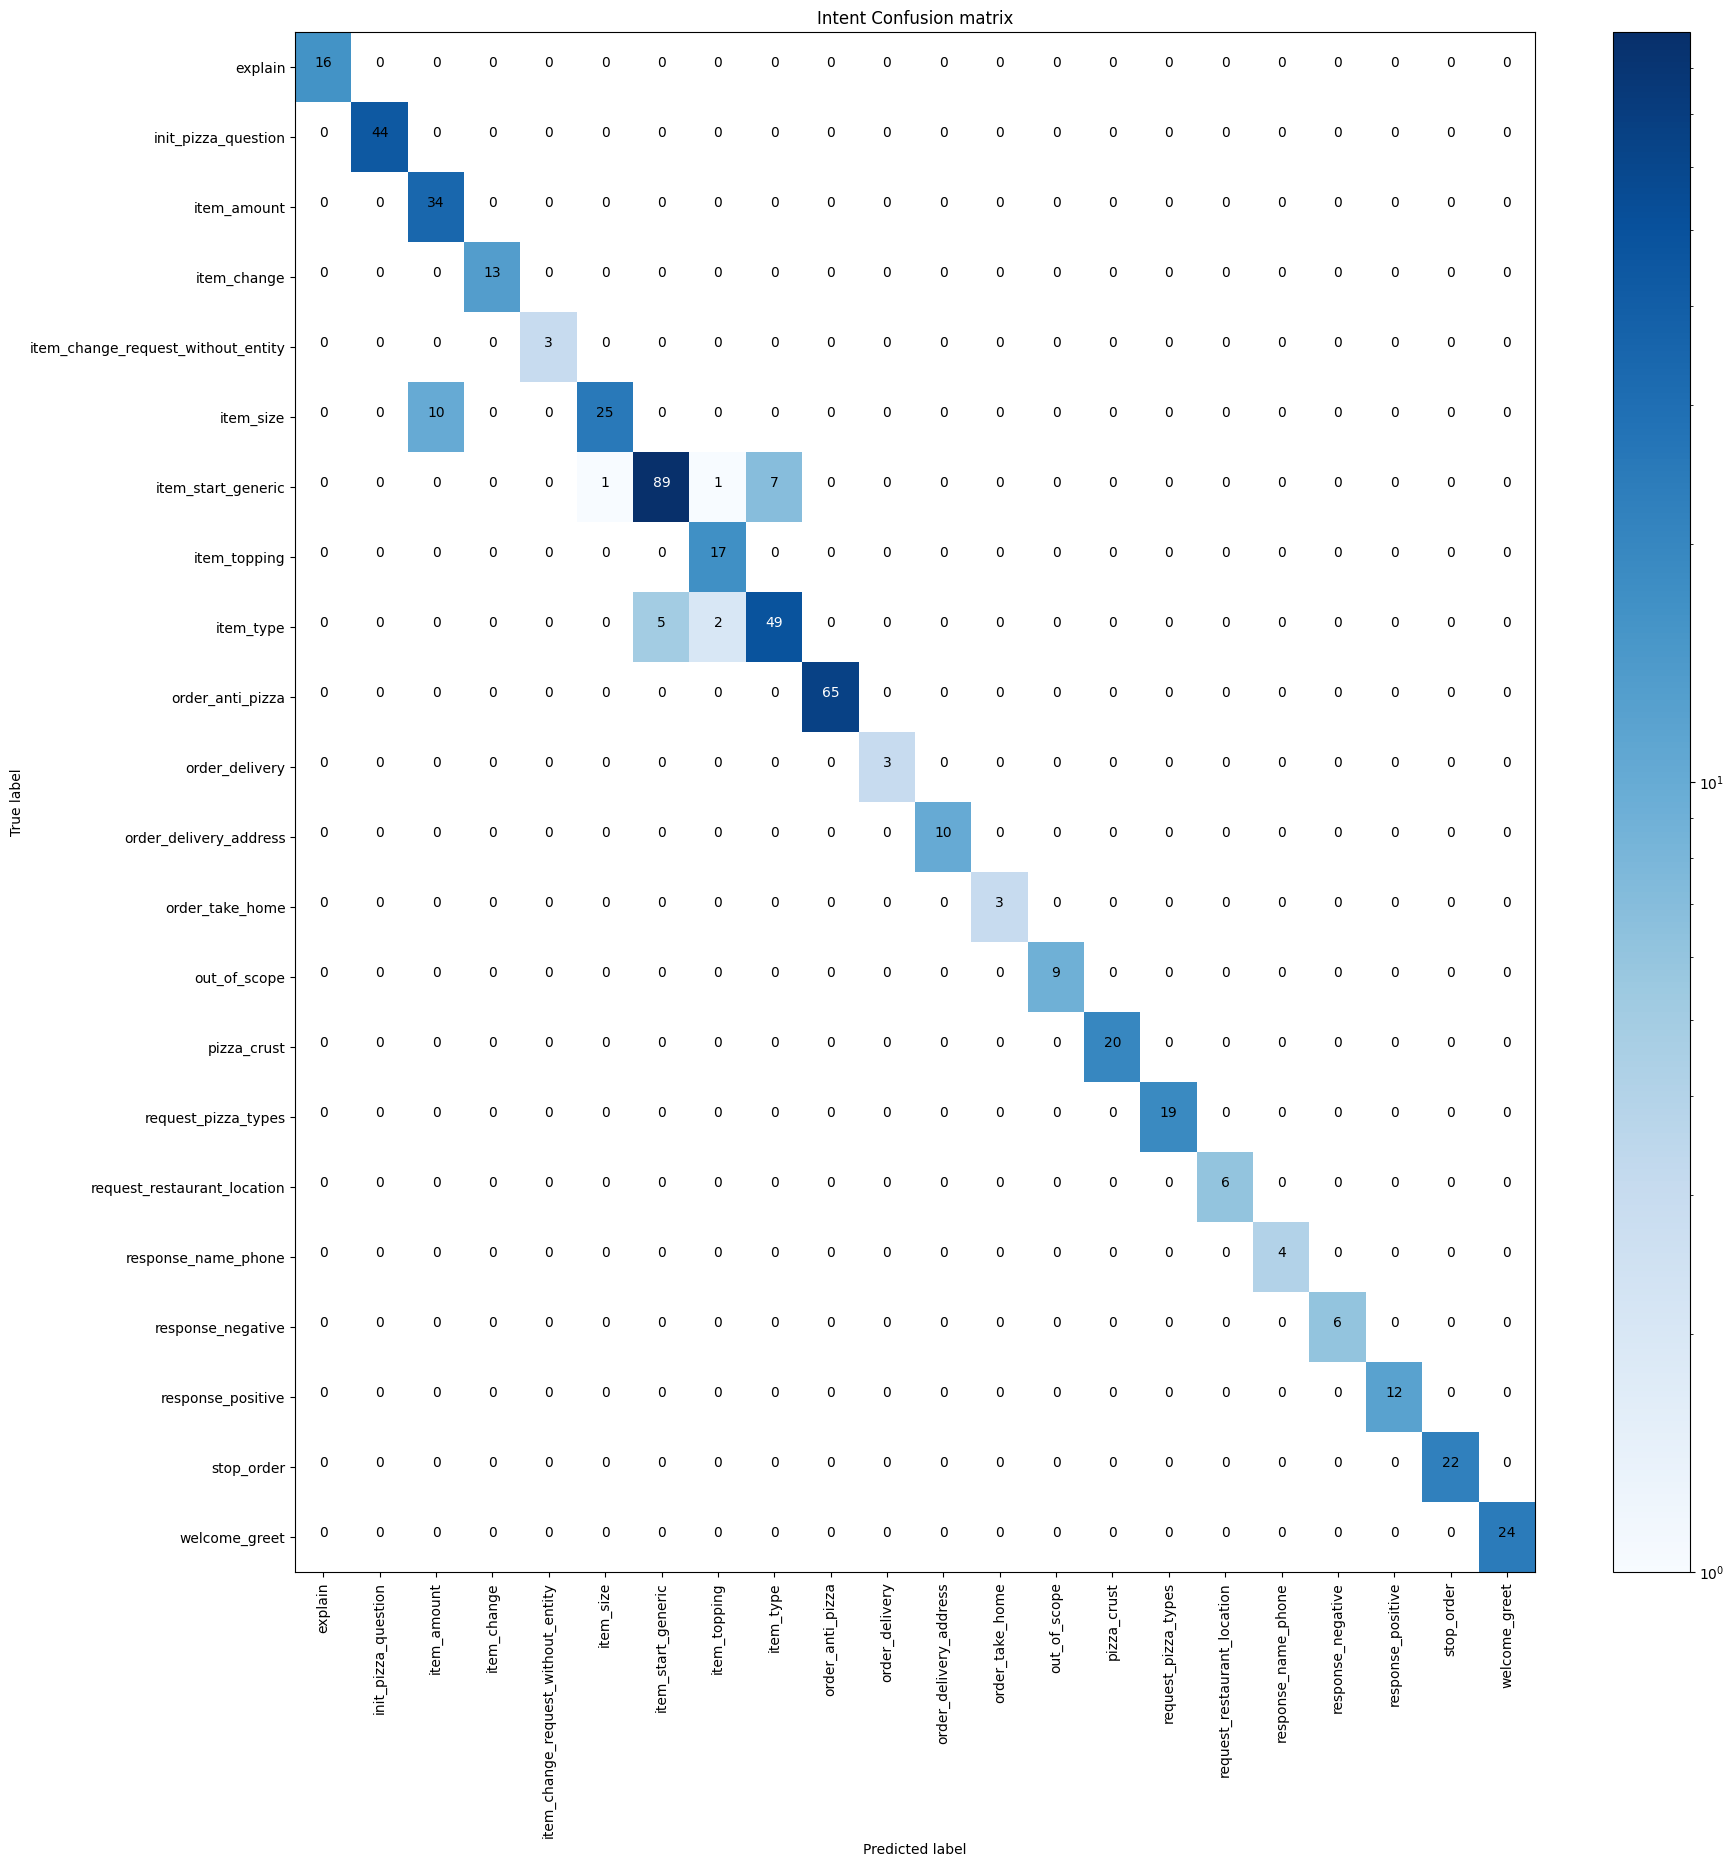 Intent Confusion matrix
explain 16 0 0 0 0 0 0 0 0 0 0 0 0 0 0 0 0 0 0 0 0 0
init_pizza_question 0 44 0 0 0 0 0 0 0 0 0 0 0 0 0 0 0 0 0 0 0 0
item_amount 0 0 34 0 0 0 0 0 0 0 0 0 0 0 0 0 0 0 0 0 0 0
item_change 0 0 0 13 0 0 0 0 0 0 0 0 0 0 0 0 0 0 0 0 0 0
item_change_request_without_entity 0 0 0 0 3 0 0 0 0 0 0 0 0 0 0 0 0 0 0 0 0 0
item_size 0 0 10 0 0 25 0 0 0 0 0 0 0 0 0 0 0 0 0 0 0 0
item_start_generic 0 0 0 0 0 1 89 1 7 0 0 0 0 0 0 0 0 0 0 0 0 0
item_topping 0 0 0 0 0 0 0 17 0 0 0 0 0 0 0 0 0 0 0 0 0 0
item_type 0 0 0 0 0 0 5 2 49 0 0 0 0 0 0 0 0 0 0 0 0 0
order_anti_pizza 0 0 0 0 0 0 0 0 0 65 0 0 0 0 0 0 0 0 0 0 0 0
order_delivery 0 0 0 0 0 0 0 0 0 0 3 0 0 0 0 0 0 0 0 0 0 0
order_delivery_address 0 0 0 0 0 0 0 0 0 0 0 10 0 0 0 0 0 0 0 0 0 0
order_take_home 0 0 0 0 0 0 0 0 0 0 0 0 3 0 0 0 0 0 0 0 0 0
out_of_scope 0 0 0 0 0 0 0 0 0 0 0 0 0 9 0 0 0 0 0 0 0 0
pizza_crust 0 0 0 0 0 0 0 0 0 0 0 0 0 0 20 0 0 0 0 0 0 0
request_pizza_types 0 0 0 0 0 0 0 0 0 0 0 0 0 0 0 19 0 0 0 0 0 0
request_restaurant_location 0 0 0 0 0 0 0 0 0 0 0 0 0 0 0 0 6 0 0 0 0 0
response_name_phone 0 0 0 0 0 0 0 0 0 0 0 0 0 0 0 0 0 4 0 0 0 0
response_negative 0 0 0 0 0 0 0 0 0 0 0 0 0 0 0 0 0 0 6 0 0 0
response_positive 0 0 0 0 0 0 0 0 0 0 0 0 0 0 0 0 0 0 0 12 0 0
stop_order 0 0 0 0 0 0 0 0 0 0 0 0 0 0 0 0 0 0 0 0 22 0
welcome_greet 0 0 0 0 0 0 0 0 0 0 0 0 0 0 0 0 0 0 0 0 0 24
True label
explain
init_pizza_question
item_amount
item_change
item_change_request_without_entity
item_size
item_start_generic
item_topping
item_type
order_anti_pizza
order_delivery
order_delivery_address
order_take_home
out_of_scope
pizza_crust
request_pizza_types
request_restaurant_location
response_name_phone
response_negative
response_positive
stop_order
welcome_greet
Predicted label
10¹
10⁰